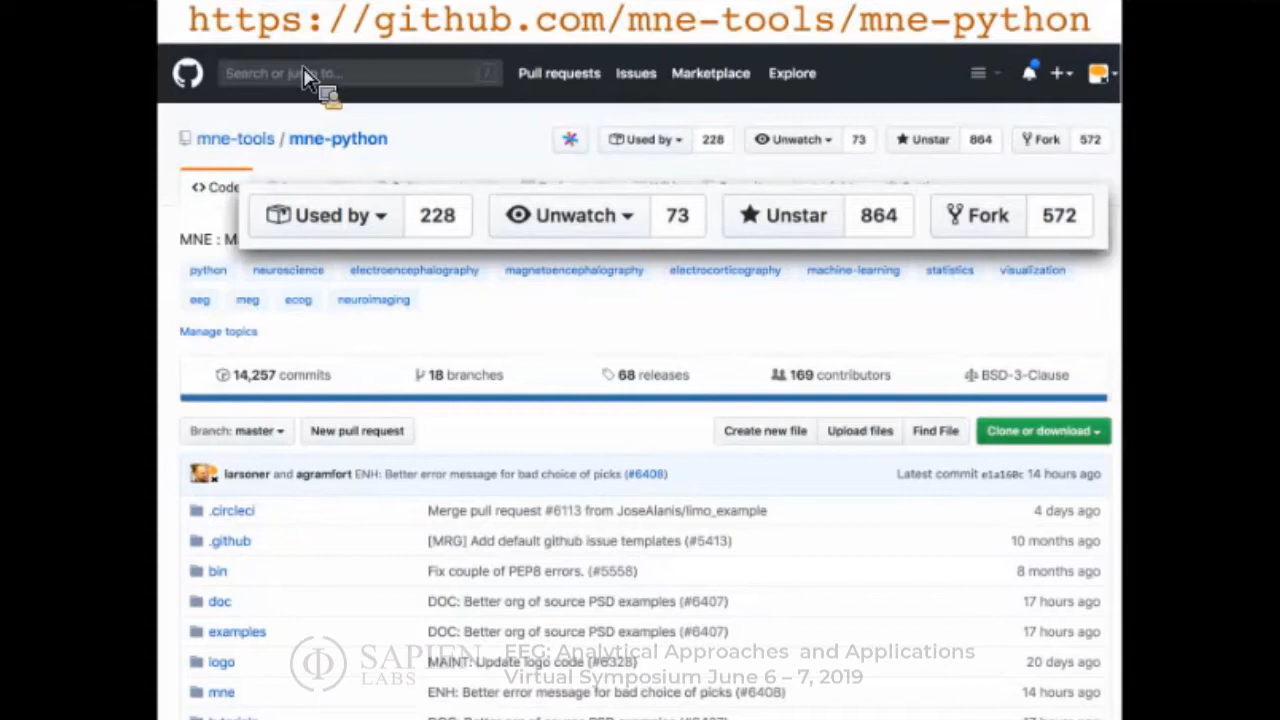 https://github.com/mne-tools/mne-python
Search or jump to... /
Pull requests Issues Marketplace Explore
mne-tools / mne-python
Used by 228 Unwatch 73 Unstar 864 Fork 572
<> Code
Used by 228 Unwatch 73 Unstar 864 Fork 572
MNE : M
python neuroscience electroencephalography magnetoencephalography electrocorticography machine-learning statistics visualization
eeg meg ecog neuroimaging
Manage topics
14,257 commits 18 branches 68 releases 169 contributors BSD-3-Clause
Branch: master New pull request Create new file Upload files Find File Clone or download
larsoner and agramfort ENH: Better error message for bad choice of picks (#6408) Latest commit e1a160c 14 hours ago
.circleci Merge pull request #6113 from JoseAlanis/limo_example 4 days ago
.github [MRG] Add default github issue templates (#5413) 10 months ago
bin Fix couple of PEP8 errors. (#5558) 8 months ago
doc DOC: Better org of source PSD examples (#6407) 17 hours ago
examples DOC: Better org of source PSD examples (#6407) 17 hours ago
logo MAINT: Update logo code (#6328) 20 days ago
mne ENH: Better error message for bad choice of picks (#6408) 14 hours ago
SAPIEN LABS
EEG: Analytical Approaches and Applications
Virtual Symposium June 6 – 7, 2019